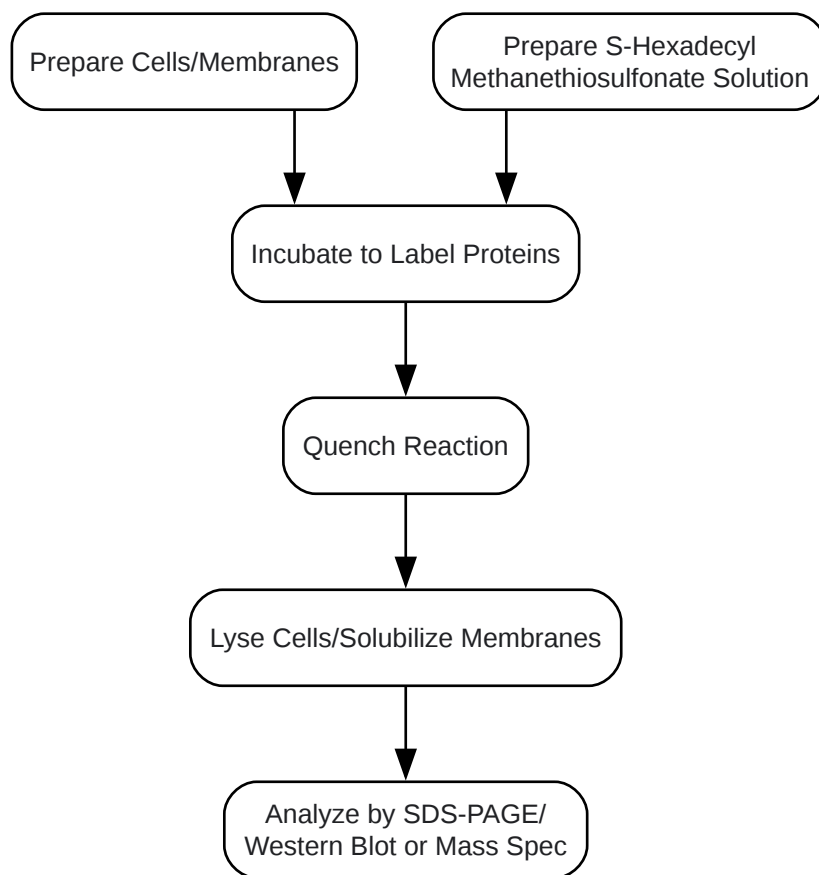 Prepare Cells/Membranes
Prepare S-Hexadecyl
Methanethiosulfonate Solution
Incubate to Label Proteins
Quench Reaction
Lyse Cells/Solubilize Membranes
Analyze by SDS-PAGE/
Western Blot or Mass Spec